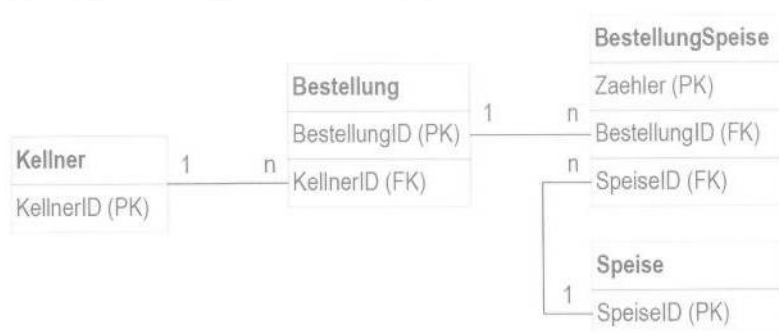 Kellner
KellnerID (PK)
1
n
Bestellung
BestellungID (PK)
KellnerID (FK)
1
n
BestellungSpeise
Zaehler (PK)
BestellungID (FK)
n
SpeiseID (FK)
Speise
1
SpeiseID (PK)